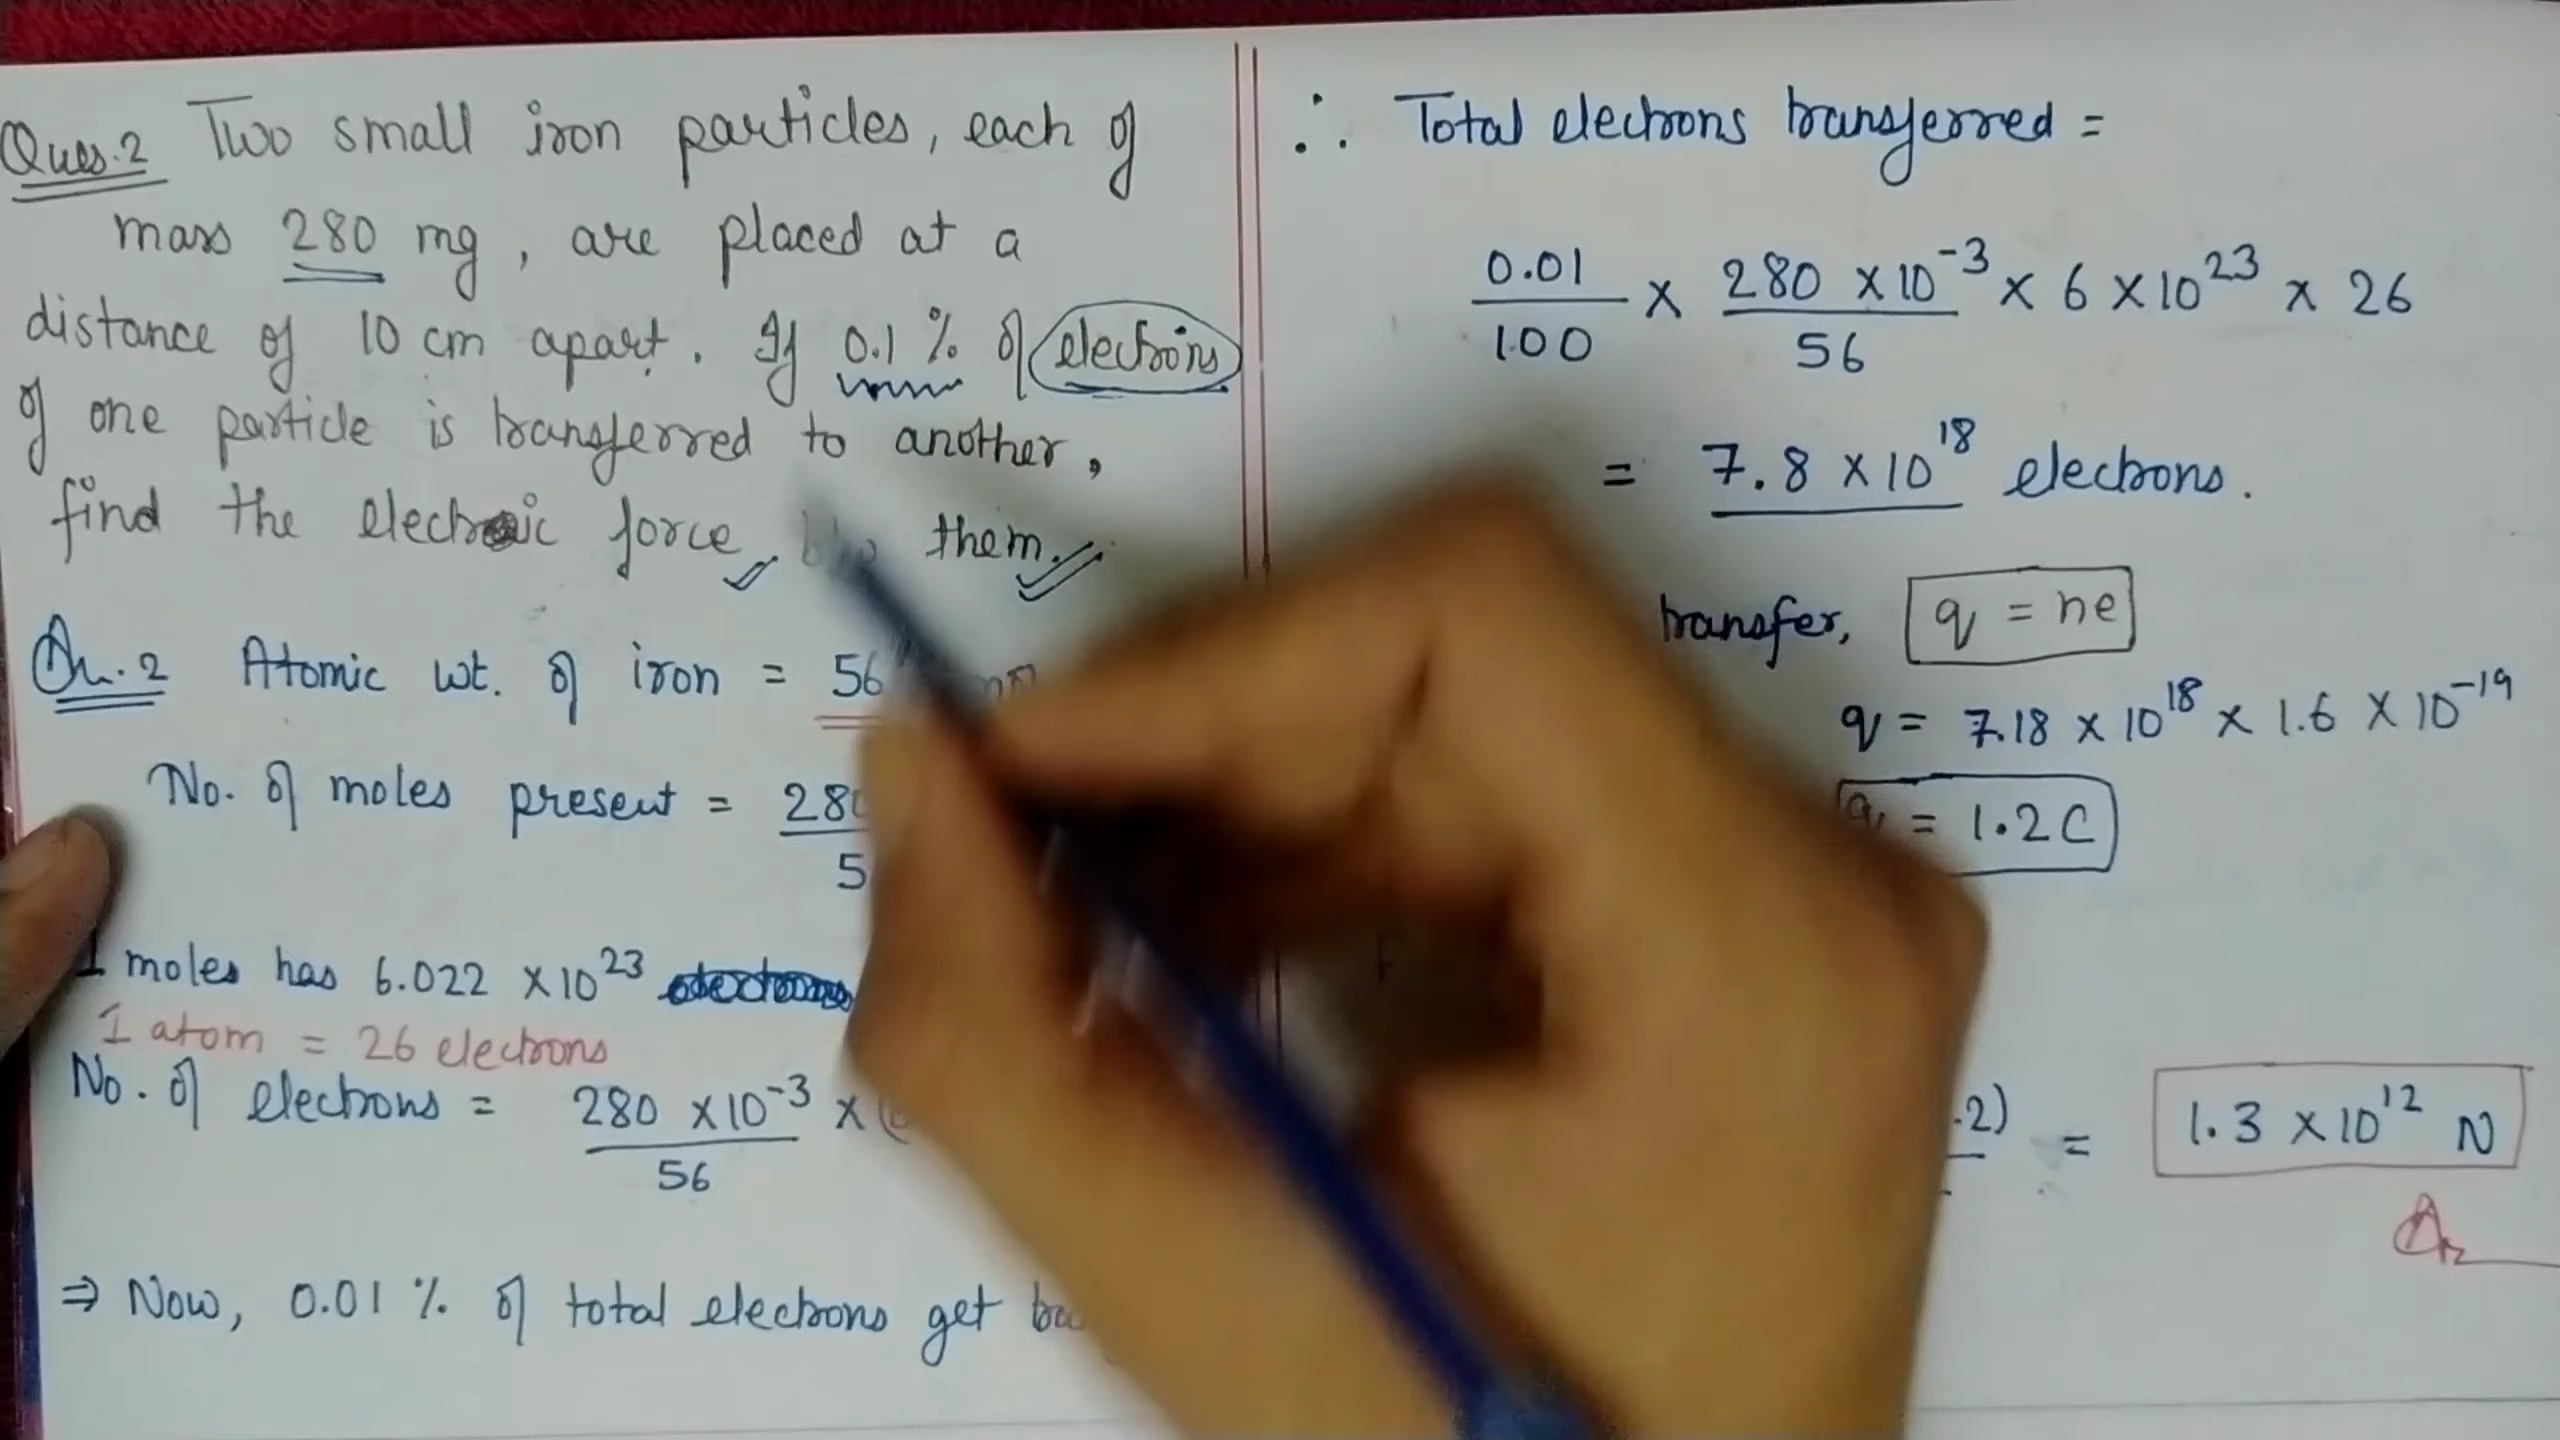 Ques.2 Two small iron particles, each of
mass 280 mg, are placed at a
distance of 10 cm apart. If 0.1 % of electrons
of one particle is transferred to another,
find the electroic force them.
An.2 Atomic wt. of iron = 56
No. of moles present = 280
1 moles has 6.022 × 10²³
1 atom = 26 electrons
No. of electrons = 280 × 10⁻³ ×
56
⇒ Now, 0.01 % of total electrons get
∴ Total electrons transferred =
0.01 × 280 × 10⁻³ × 6 × 10²³ × 26
100 56
= 7.8 × 10¹⁸ electrons.
transfer, q = ne
q = 7.18 × 10¹⁸ × 1.6 × 10⁻¹⁹
q = 1.2 C
.2) = 1.3 × 10¹² N